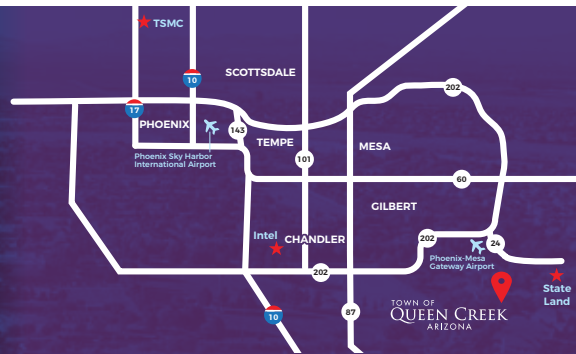 TSMC
SCOTTSDALE
10
202
17
PHOENIX
143
TEMPE
MESA
Phoenix Sky Harbor
International Airport
101
60
GILBERT
Intel
CHANDLER
202
24
Phoenix-Mesa
Gateway Airport
202
State
Land
10
87
TOWN OF
QUEEN CREEK
ARIZONA